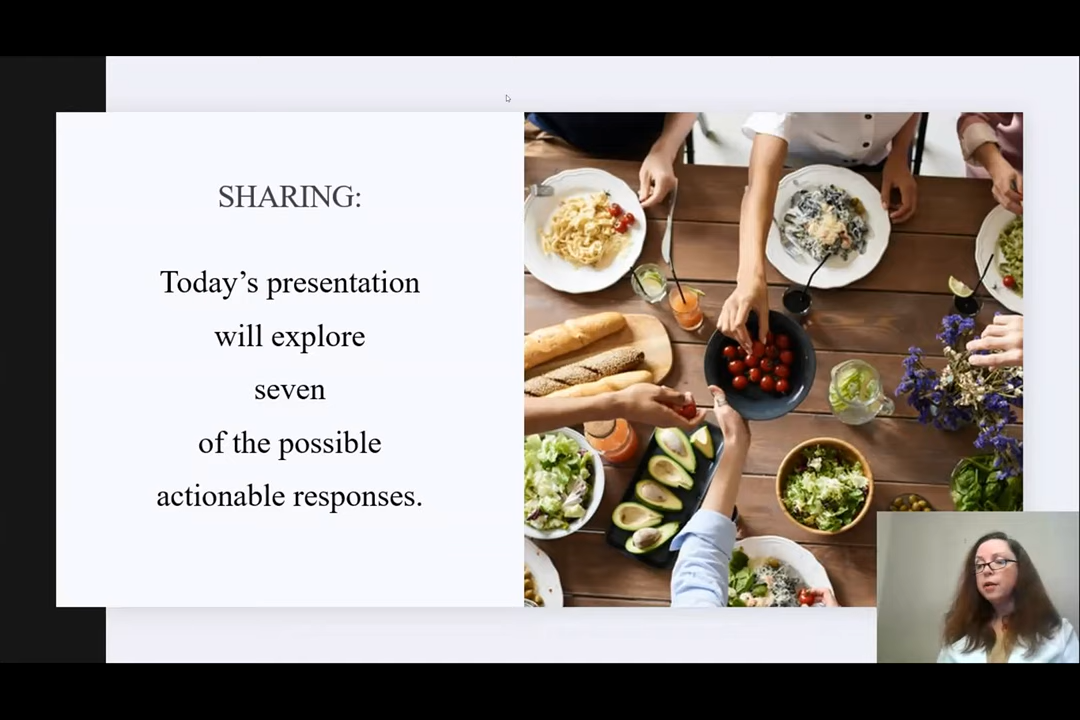 SHARING:
Today’s presentation
will explore
seven
of the possible
actionable responses.